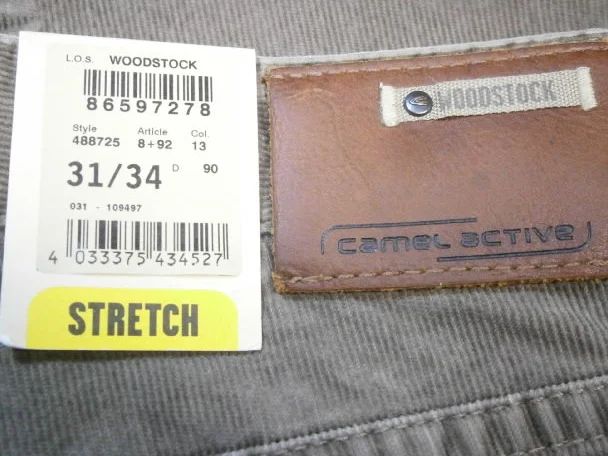 L.O.S. WOODSTOCK
86597278
Style Article Col.
488725 8+92 13
31/34 D 90
031 - 109497
4 033375 434527
STRETCH
WOODSTOCK
camel active